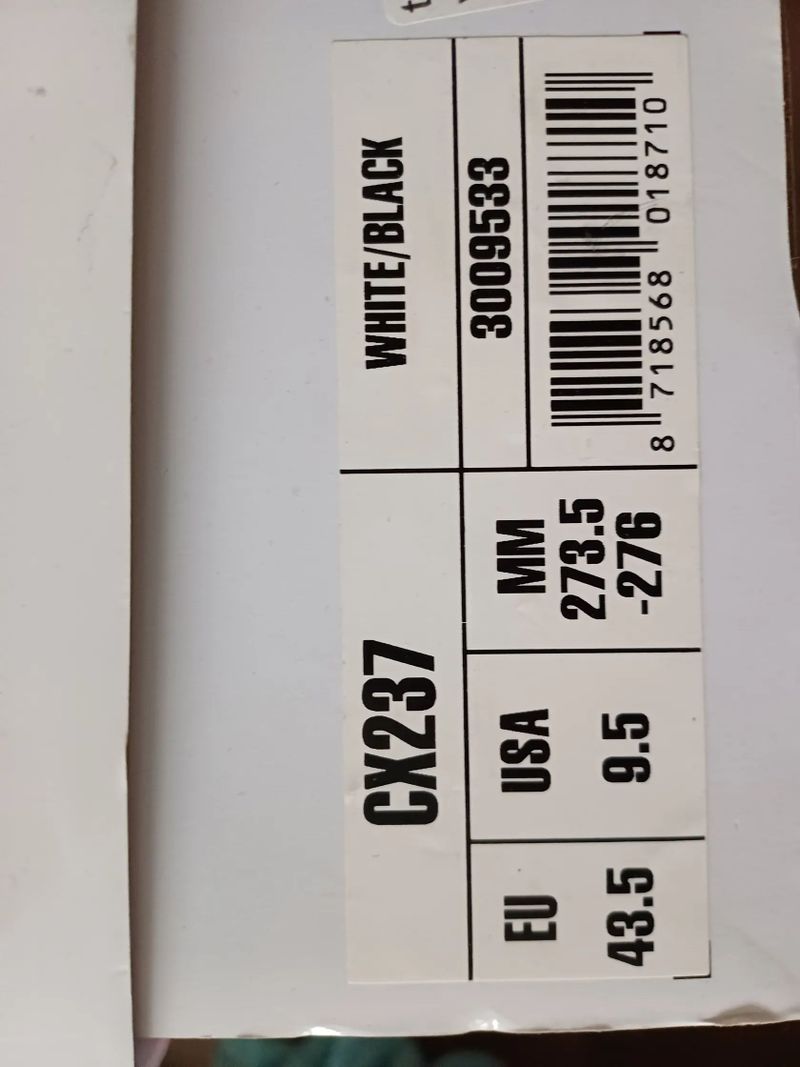 CX237
WHITE/BLACK
EU
43.5
USA
9.5
MM
273.5
-276
3009533
8 718568 018710